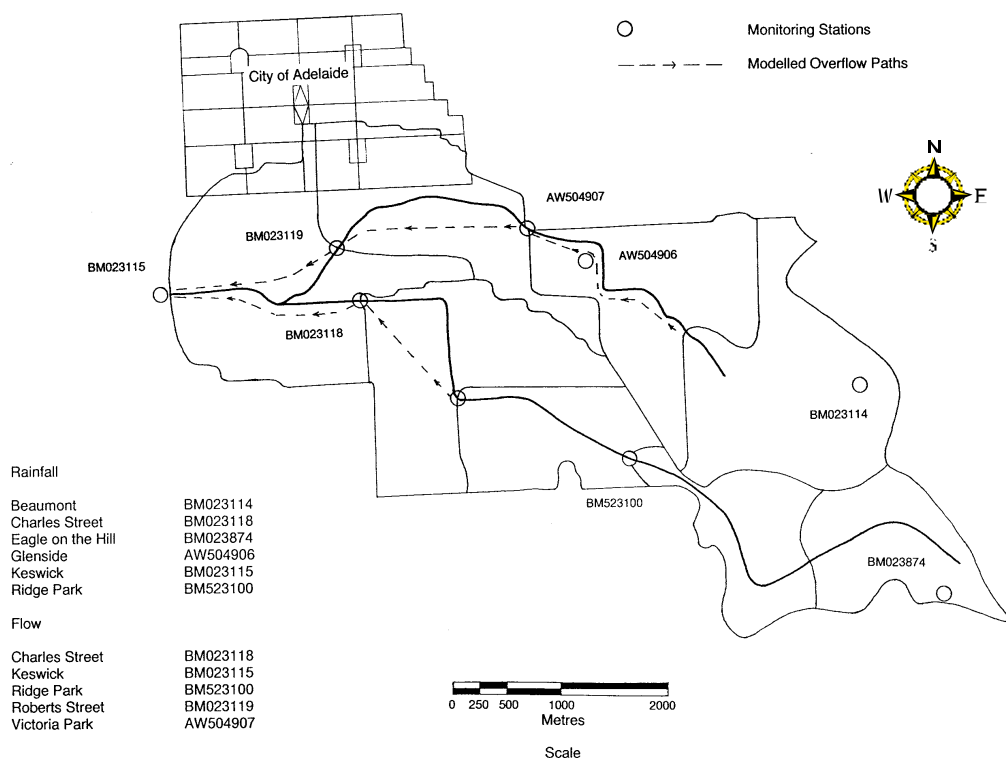 Monitoring Stations
Modelled Overflow Paths
City of Adelaide
N
W E
S
AW504907
BM023119
AW504906
BM023115
BM023118
BM023114
BM523100
BM023874
Rainfall
Beaumont BM023114
Charles Street BM023118
Eagle on the Hill BM023874
Glenside AW504906
Keswick BM023115
Ridge Park BM523100
Flow
Charles Street BM023118
Keswick BM023115
Ridge Park BM523100
Roberts Street BM023119
Victoria Park AW504907
0 250 500 1000 2000
Metres
Scale